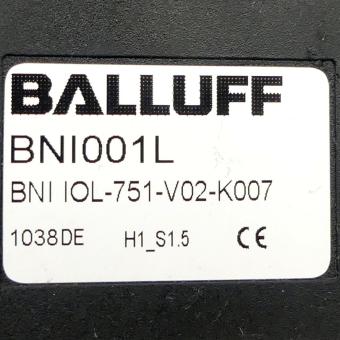 BALLUFF
BNI001L
BNI IOL-751-V02-K007
1038DE H1_S1.5 CE